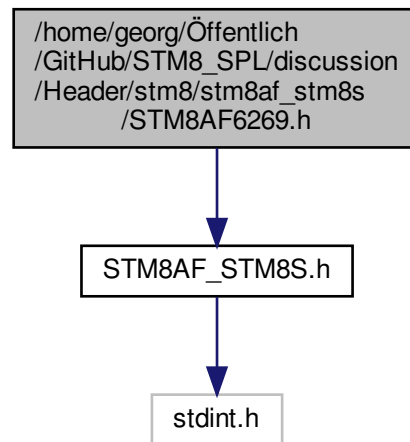 /home/georg/Öffentlich
/GitHub/STM8_SPL/discussion
/Header/stm8/stm8af_stm8s
/STM8AF6269.h
STM8AF_STM8S.h
stdint.h